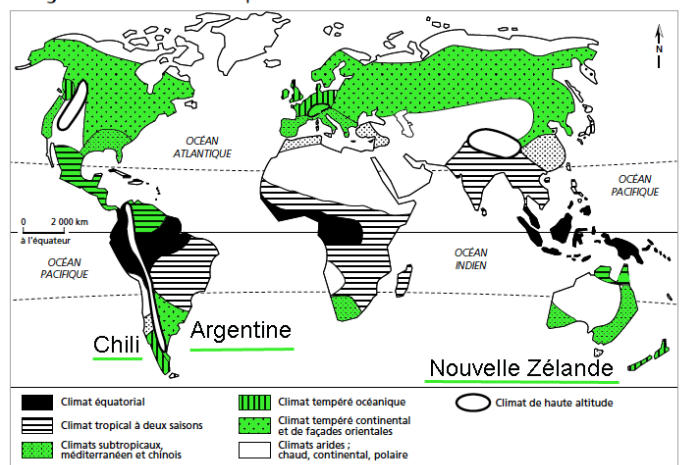 N
OCÉAN
ATLANTIQUE
OCÉAN
PACIFIQUE
0 2 000 km
à l'équateur
OCÉAN
PACIFIQUE
OCÉAN
INDIEN
Chili
Argentine
Nouvelle Zélande
Climat équatorial
Climat tempéré océanique
Climat de haute altitude
Climat tropical à deux saisons
Climat tempéré continental
et de façades orientales
Climats subtropicaux,
méditerranéen et chinois
Climats arides ;
chaud, continental, polaire